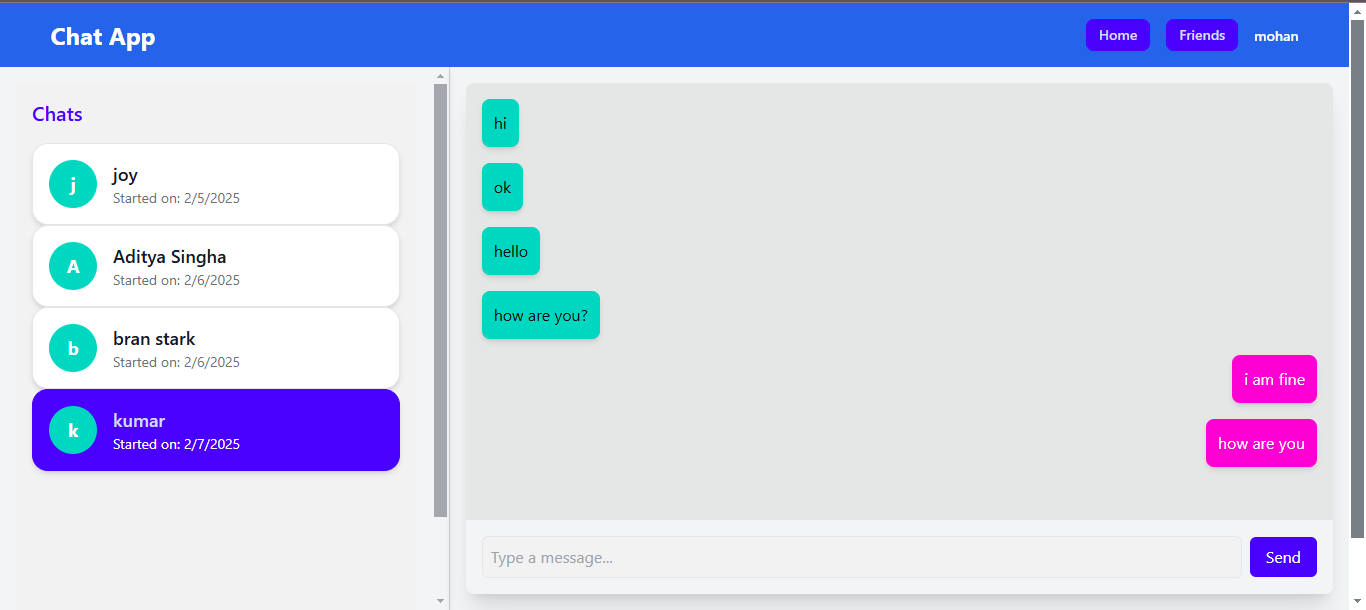 Chat App
Home
Friends
mohan
Chats
j
joy
Started on: 2/5/2025
A
Aditya Singha
Started on: 2/6/2025
b
bran stark
Started on: 2/6/2025
k
kumar
Started on: 2/7/2025
hi
ok
hello
how are you?
i am fine
how are you
Type a message...
Send